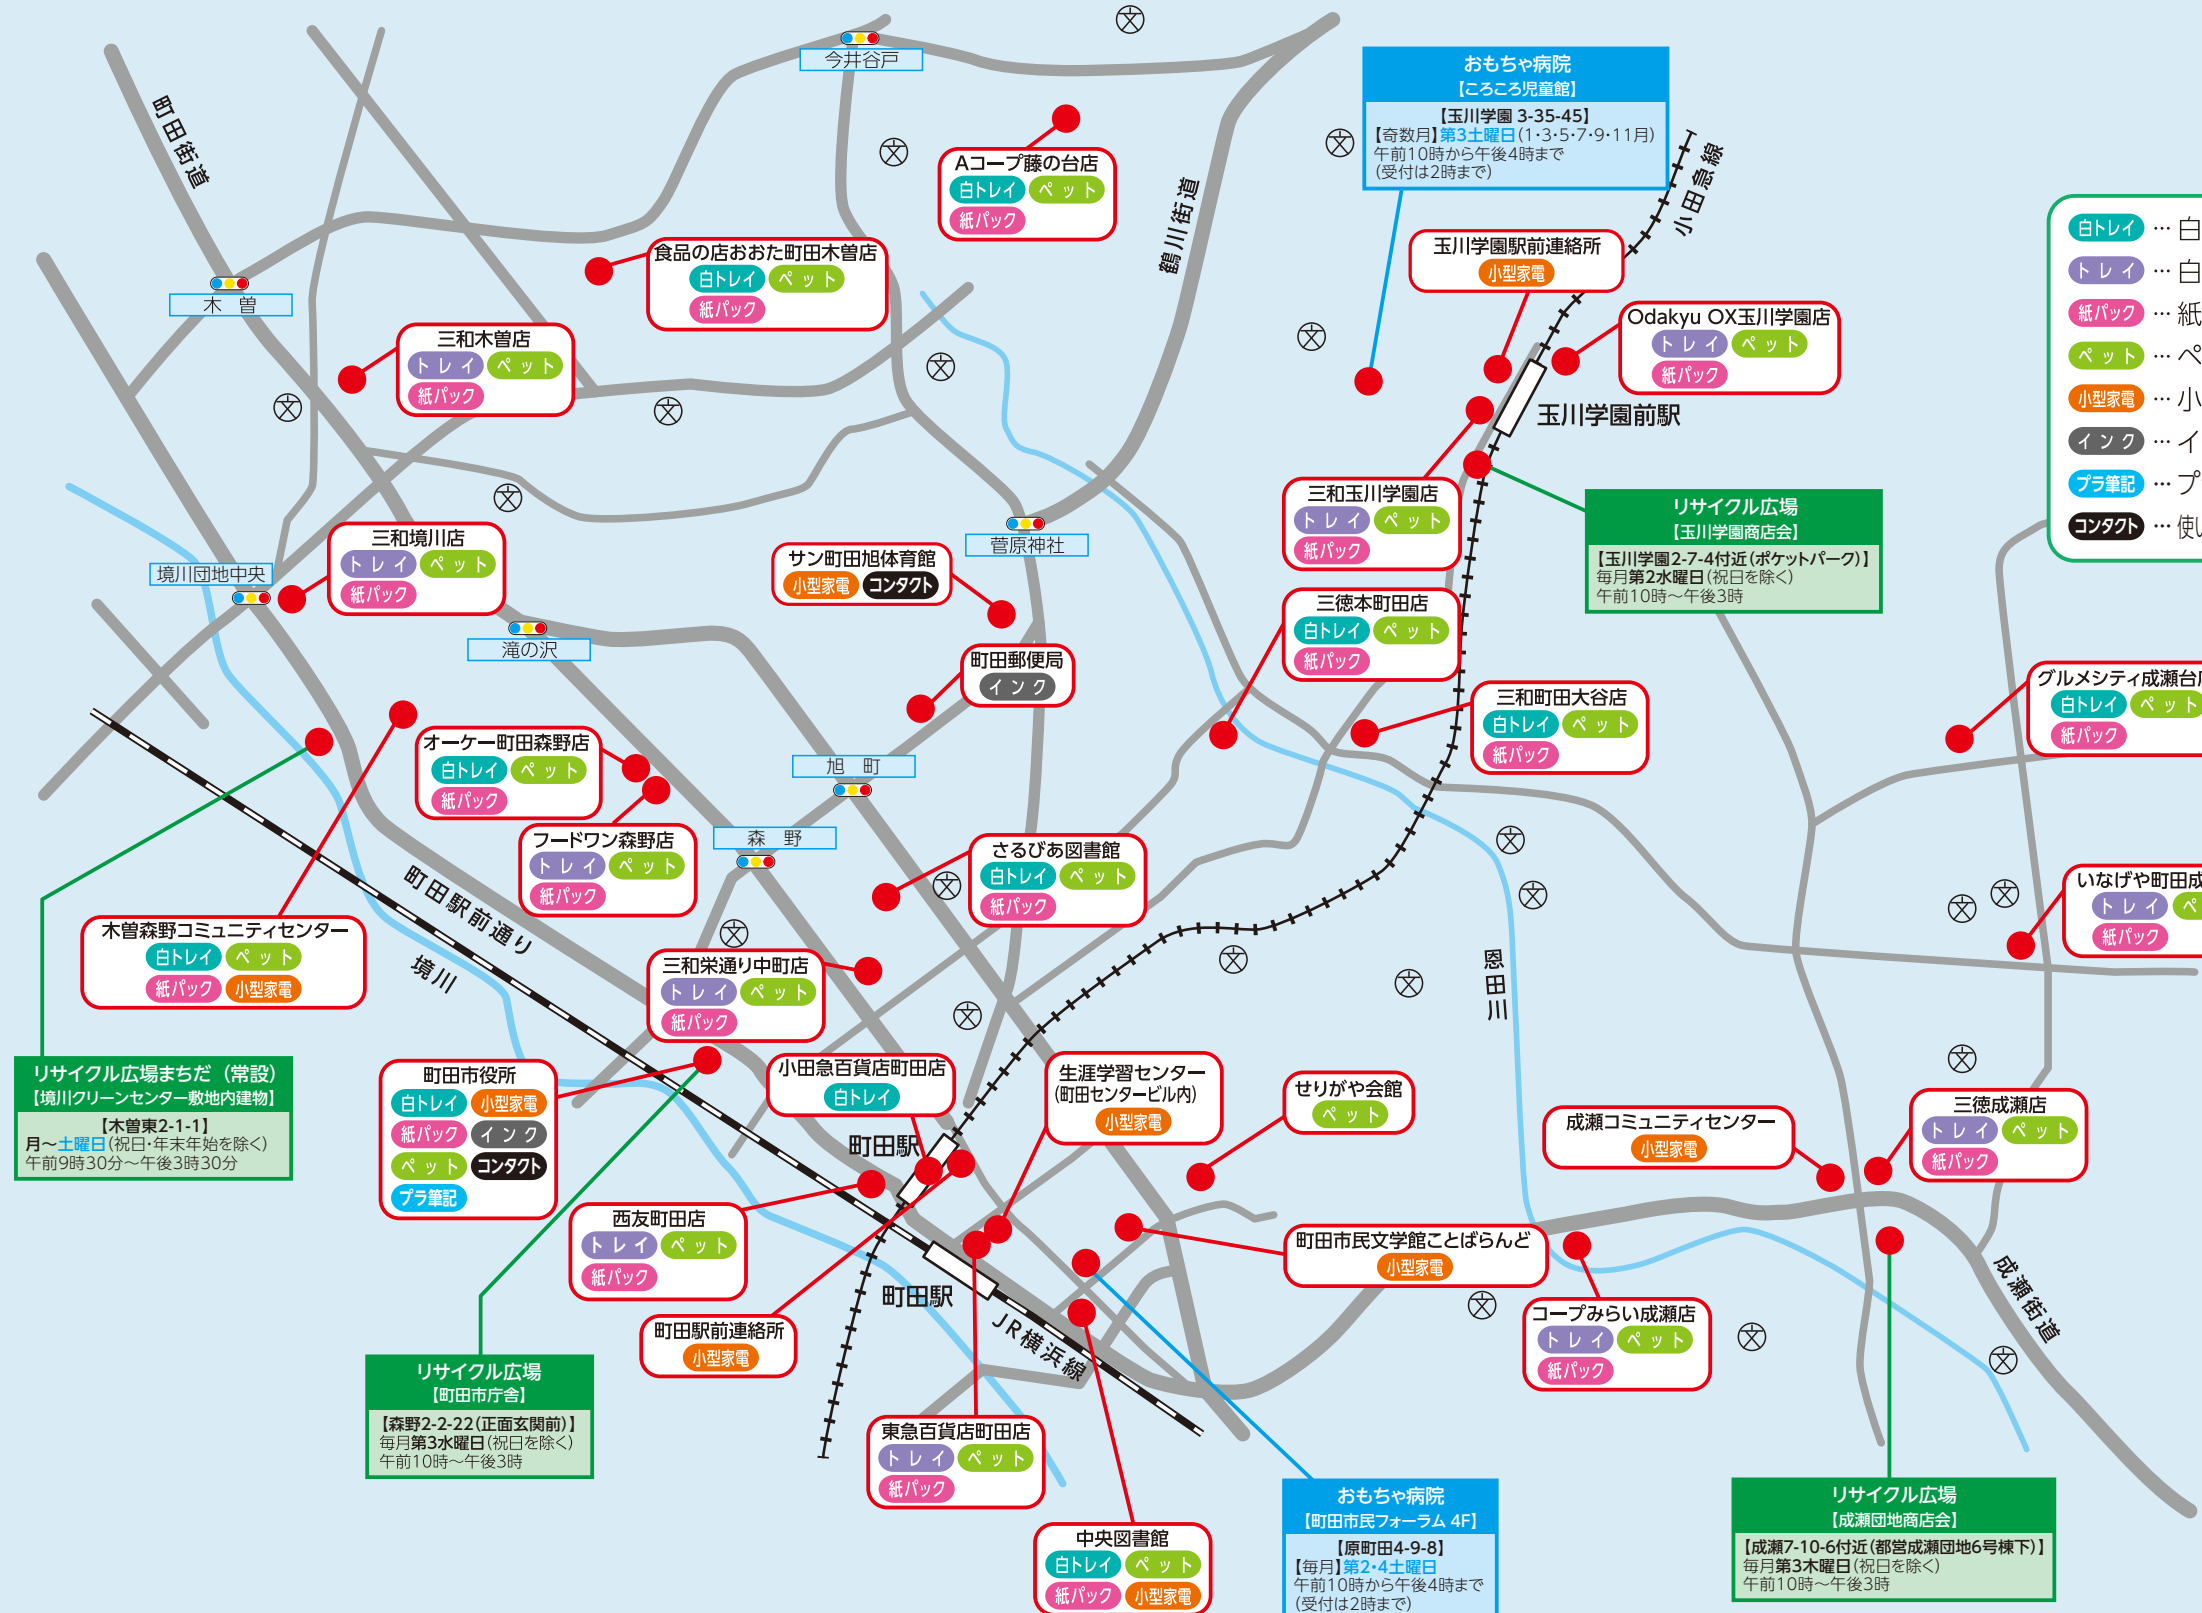 今井谷戸
町田街道
おもちゃ病院
【ころころ児童館】
【玉川学園 3-35-45】
【奇数月】第3土曜日(1・3・5・7・9・11月)
午前10時から午後4時まで
(受付は2時まで)
小田急線
Aコープ藤の台店
白トレイ ペット
紙パック
鶴川街道
食品の店おおた町田木曽店
白トレイ ペット
紙パック
玉川学園駅前連絡所
小型家電
木 曽
三和木曽店
トレイ ペット
紙パック
Odakyu OX玉川学園店
トレイ ペット
紙パック
玉川学園前駅
白トレイ … 白
トレイ … 白
紙パック … 紙
ペット … ペ
小型家電 … 小
インク … イ
プラ筆記 … プ
コンタクト … 使い
三和玉川学園店
トレイ ペット
紙パック
リサイクル広場
【玉川学園商店会】
【玉川学園2-7-4付近(ポケットパーク)】
毎月第2水曜日(祝日を除く)
午前10時～午後3時
三和境川店
トレイ ペット
紙パック
境川団地中央
菅原神社
サン町田旭体育館
小型家電 コンタクト
滝の沢
三徳本町田店
白トレイ ペット
紙パック
町田郵便局
インク
三和町田大谷店
白トレイ ペット
紙パック
グルメシティ成瀬台店
白トレイ ペット
紙パック
オーケー町田森野店
白トレイ ペット
紙パック
旭 町
フードワン森野店
トレイ ペット
紙パック
森 野
さるびあ図書館
白トレイ ペット
紙パック
いなげや町田成
トレイ ペ
紙パック
町田駅前通り
境川
恩田川
木曽森野コミュニティセンター
白トレイ ペット
紙パック 小型家電
三和栄通り中町店
トレイ ペット
紙パック
リサイクル広場まちだ(常設)
【境川クリーンセンター敷地内建物】
【木曽東2-1-1】
月～土曜日(祝日・年末年始を除く)
午前9時30分～午後3時30分
町田市役所
白トレイ 小型家電
紙パック インク
ペット コンタクト
プラ筆記
小田急百貨店町田店
白トレイ
町田駅
生涯学習センター
(町田センタービル内)
小型家電
せりがや会館
ペット
成瀬コミュニティセンター
小型家電
三徳成瀬店
トレイ ペット
紙パック
西友町田店
トレイ ペット
紙パック
町田駅
JR横浜線
町田市民文学館ことばらんど
小型家電
成瀬街道
コープみらい成瀬店
トレイ ペット
紙パック
町田駅前連絡所
小型家電
リサイクル広場
【町田市庁舎】
【森野2-2-22(正面玄関前)】
毎月第3水曜日(祝日を除く)
午前10時～午後3時
東急百貨店町田店
トレイ ペット
紙パック
中央図書館
白トレイ ペット
紙パック 小型家電
おもちゃ病院
【町田市民フォーラム 4F】
【原町田4-9-8】
【毎月】第2・4土曜日
午前10時から午後4時まで
(受付は2時まで)
リサイクル広場
【成瀬団地商店会】
【成瀬7-10-6付近(都営成瀬団地6号棟下)】
毎月第3木曜日(祝日を除く)
午前10時～午後3時